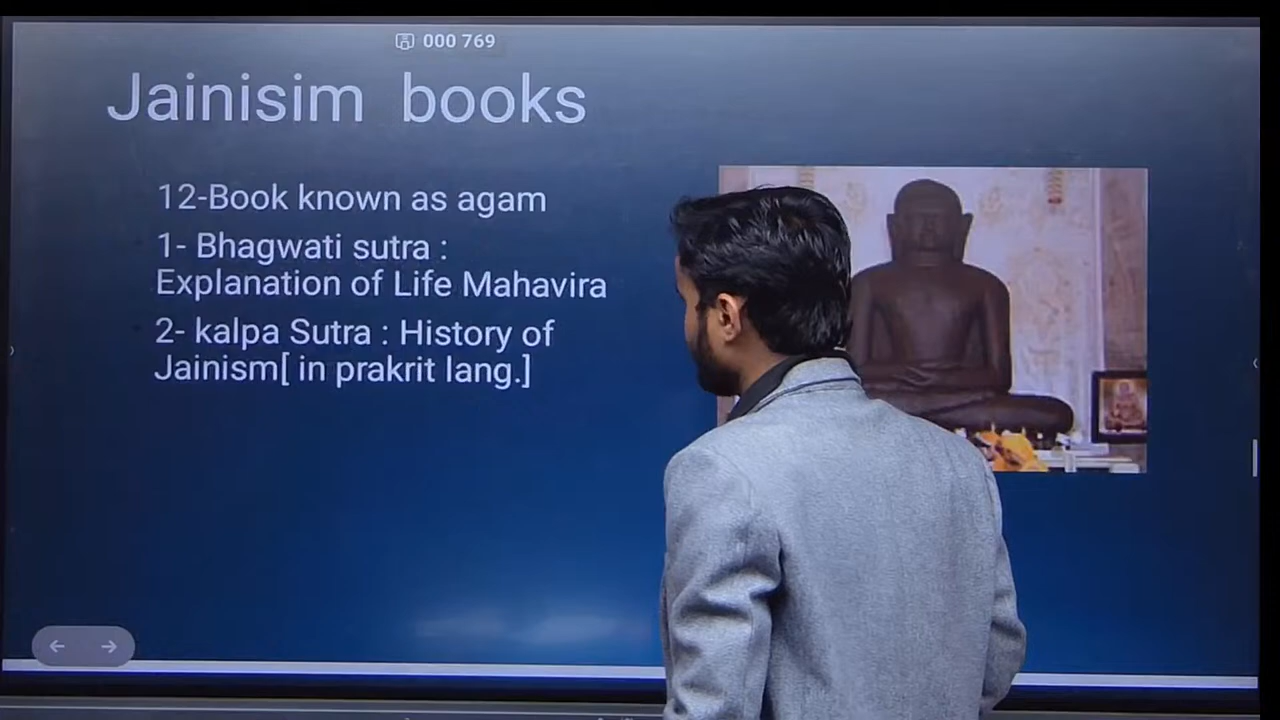 000 769
Jainisim books
12-Book known as agam
1- Bhagwati sutra :
Explanation of Life Mahavira
2- kalpa Sutra : History of
Jainism[ in prakrit lang.]